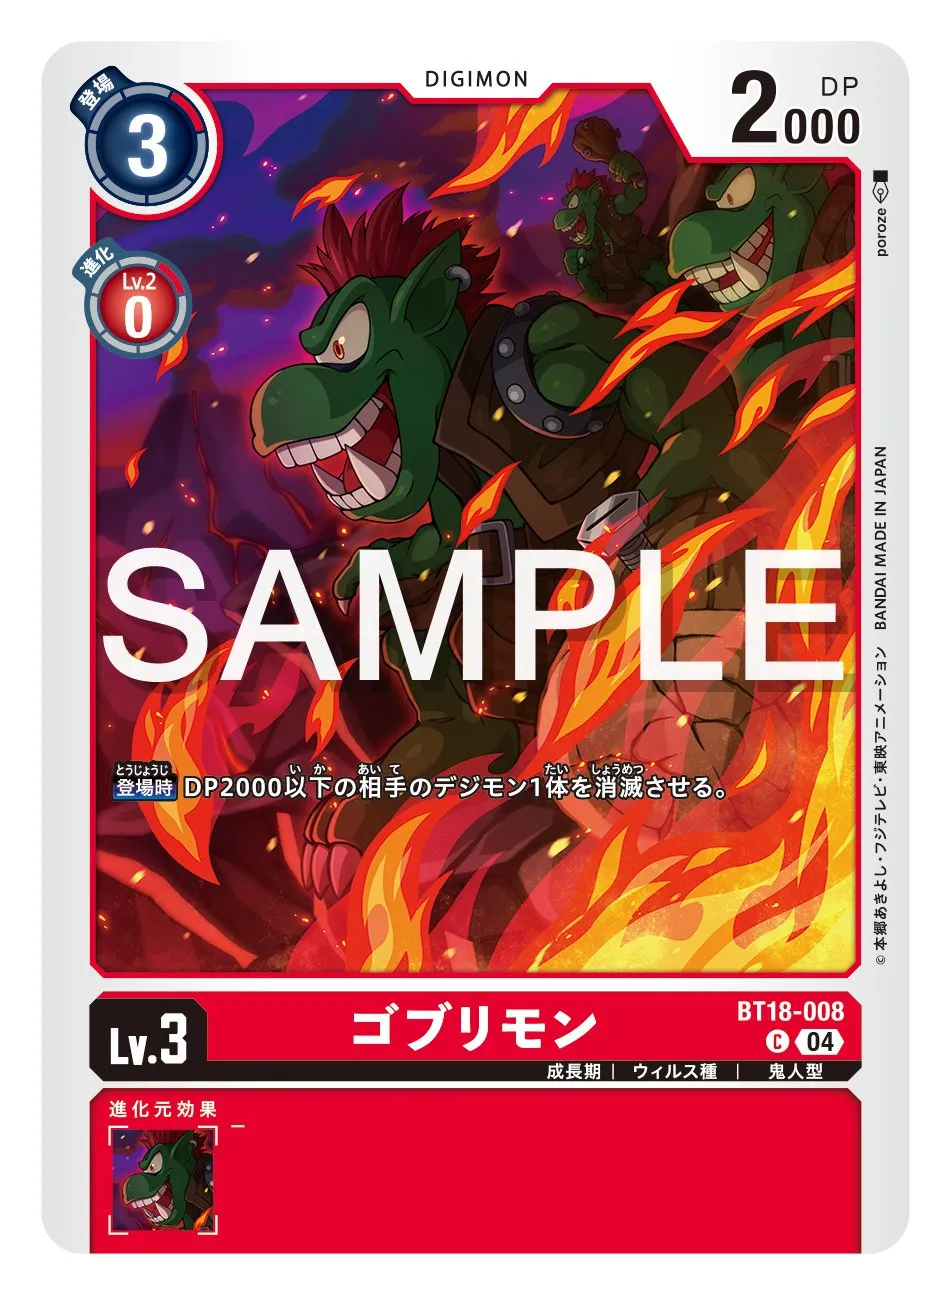 DIGIMON
登場
3
DP
2000
進化
Lv.2
0
poroze
SAMPLE
とうじょうじ いか あいて たい しょうめつ
登場時 DP2000以下の相手のデジモン1体を消滅させる。
©本郷あきよし・フジテレビ・東映アニメーション BANDAI MADE IN JAPAN
Lv.3
ゴブリモン
BT18-008
C 04
成長期 | ウィルス種 | 鬼人型
進化元効果
—